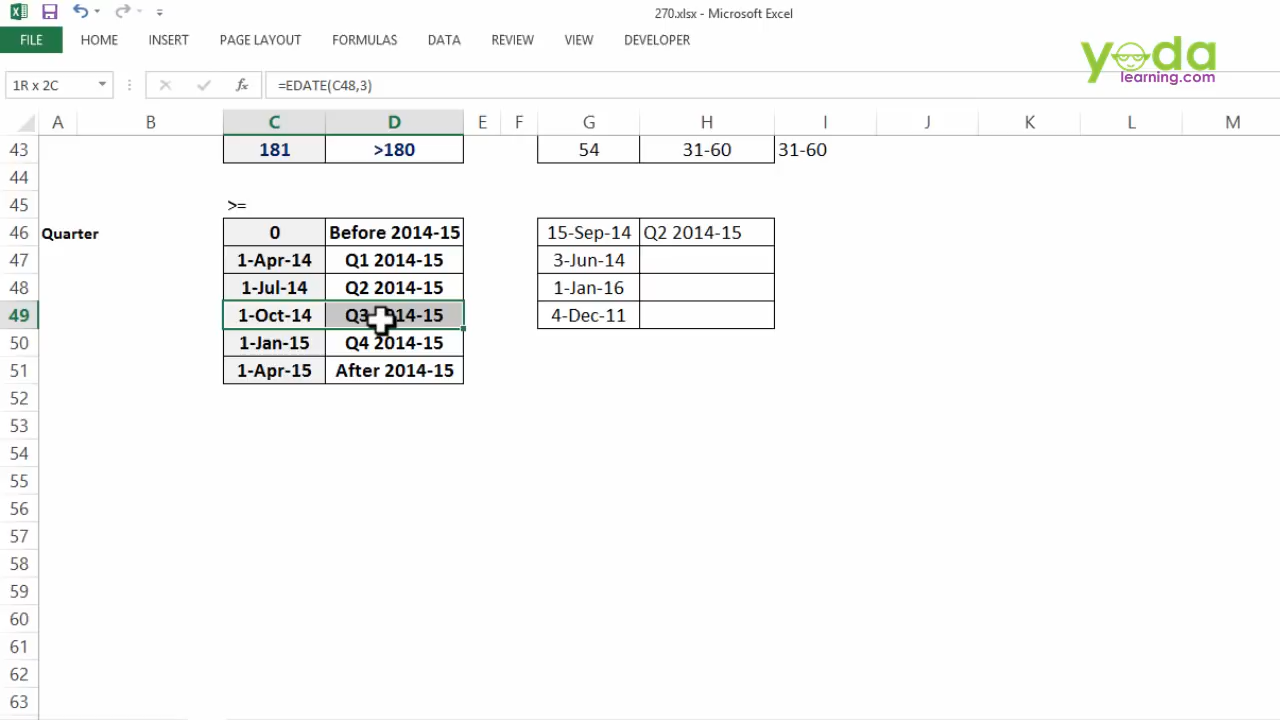 270.xlsx - Microsoft Excel
FILE HOME INSERT PAGE LAYOUT FORMULAS DATA REVIEW VIEW DEVELOPER
yoda
learning.com
1R x 2C fx =EDATE(C48,3)
A B C D E F G H I J K L M
43 181 >180 54 31-60 31-60
44
45 >=
46 Quarter 0 Before 2014-15 15-Sep-14 Q2 2014-15
47 1-Apr-14 Q1 2014-15 3-Jun-14
48 1-Jul-14 Q2 2014-15 1-Jan-16
49 1-Oct-14 Q3 014-15 4-Dec-11
50 1-Jan-15 Q4 2014-15
51 1-Apr-15 After 2014-15
52
53
54
55
56
57
58
59
60
61
62
63